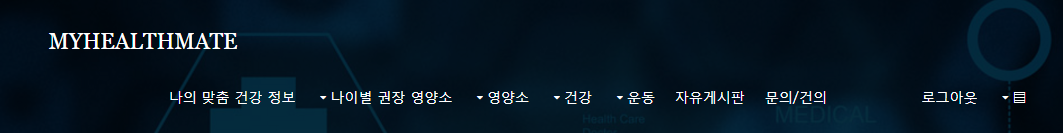 MYHEALTHMATE
나의 맞춤 건강 정보 나이별 권장 영양소 영양소 건강 운동 자유게시판 문의/건의 로그아웃
MEDICAL
Health Care